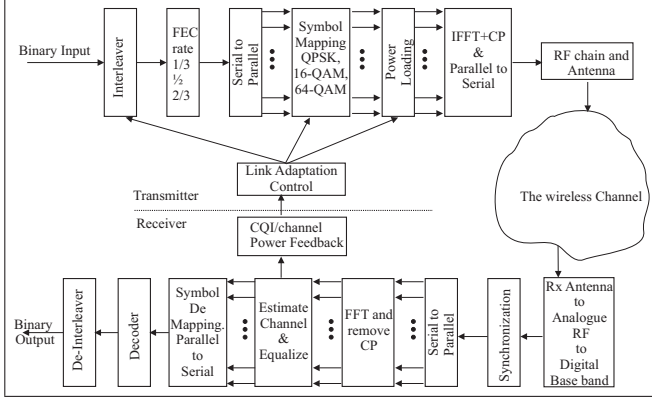 Binary Input
Interleaver
FEC
rate
1/3
½
2/3
Serial to
Parallel
Symbol
Mapping
QPSK,
16-QAM,
64-QAM
Power
Loading
IFFT+CP
&
Parallel to
Serial
RF chain and
Antenna
The wireless Channel
Link Adaptation
Control
Transmitter
Receiver
CQI/channel
Power Feedback
Binary
Output
De-Interleaver
Decoder
Symbol
De
Mapping.
Parallel
to
Serial
Estimate
Channel
&
Equalize
FFT and
remove
CP
Serial to
Parallel
Synchronization
Rx Antenna
to
Analogue
RF
to
Digital
Base band